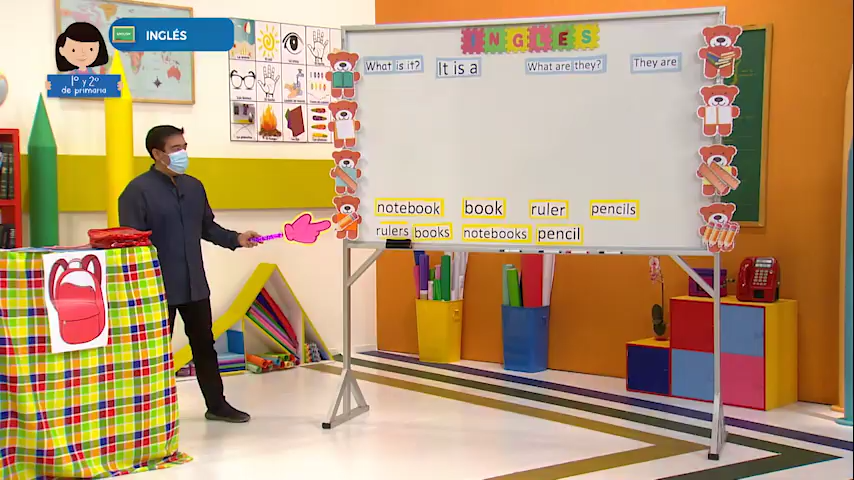 INGLÉS
1° y 2°
de primaria
INGLES
What is it? It is a What are they? They are
notebook book ruler pencils
rulers books notebooks pencil